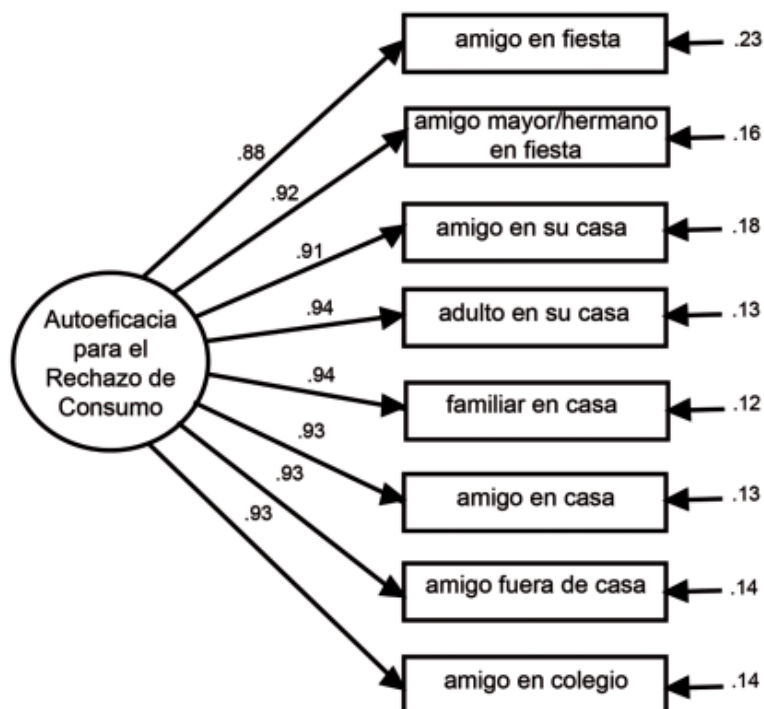 amigo en fiesta
.23
.88
amigo mayor/hermano
en fiesta
.16
.92
amigo en su casa
.18
.91
adulto en su casa
.13
.94
Autoeficacia
para el
Rechazo de
Consumo
familiar en casa
.12
.94
amigo en casa
.13
.93
amigo fuera de casa
.14
.93
amigo en colegio
.14
.93